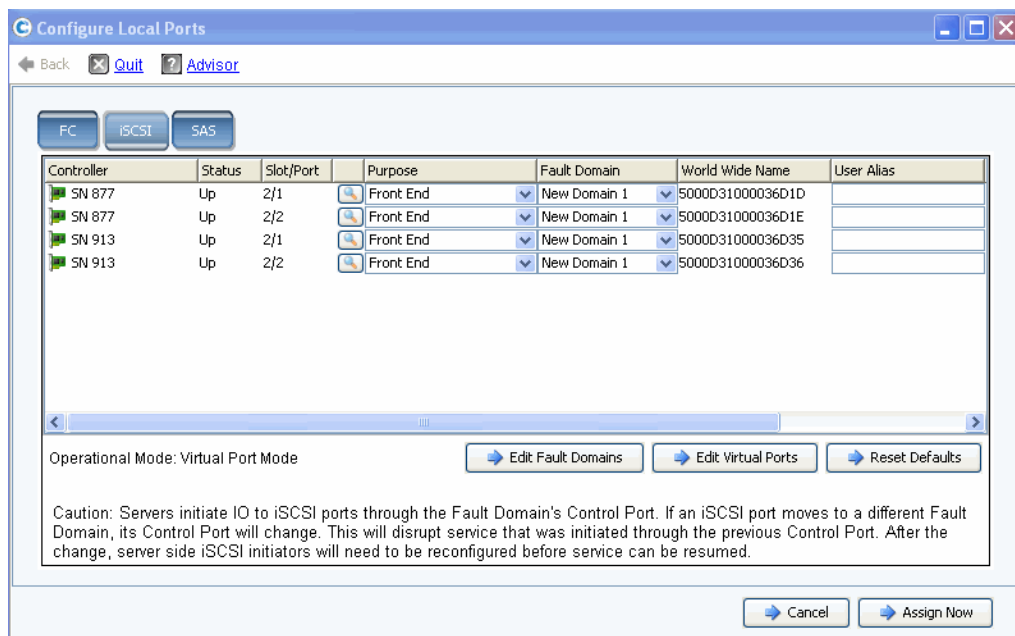 Configure Local Ports
Back Quit Advisor
FC iSCSI SAS
Controller Status Slot/Port Purpose Fault Domain World Wide Name User Alias
SN 877 Up 2/1 Front End New Domain 1 5000D31000036D1D
SN 877 Up 2/2 Front End New Domain 1 5000D31000036D1E
SN 913 Up 2/1 Front End New Domain 1 5000D31000036D35
SN 913 Up 2/2 Front End New Domain 1 5000D31000036D36
Operational Mode: Virtual Port Mode Edit Fault Domains Edit Virtual Ports Reset Defaults
Caution: Servers initiate IO to iSCSI ports through the Fault Domain's Control Port. If an iSCSI port moves to a different Fault
Domain, its Control Port will change. This will disrupt service that was initiated through the previous Control Port. After the
change, server side iSCSI initiators will need to be reconfigured before service can be resumed.
Cancel Assign Now